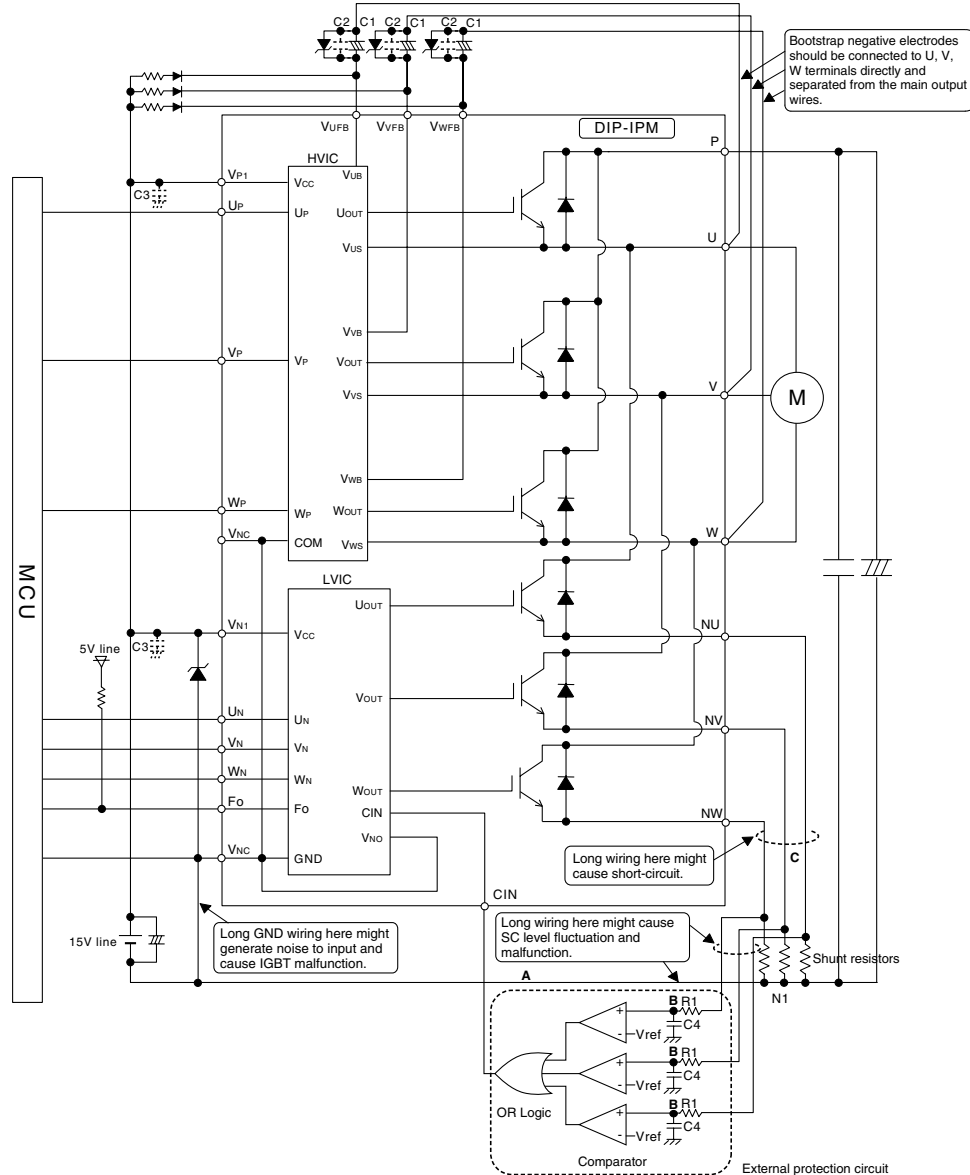 C2 C1 C2 C1 C2 C1
Bootstrap negative electrodes
should be connected to U, V,
W terminals directly and
separated from the main output
wires.
VUFB VVFB VWFB
DIP-IPM
P
HVIC
VP1
VCC
VUB
C3
UP
UP
UOUT
U
VUS
VVB
VP
VP
VOUT
V
VVS
M
VWB
WP
WP
WOUT
VNC
COM
VWS
W
MCU
LVIC
UOUT
VN1
VCC
NU
C3
5V line
VOUT
UN
UN
NV
VN
VN
WN
WN
WOUT
Fo
Fo
CIN
NW
VNO
VNC
GND
C
Long wiring here might
cause short-circuit.
CIN
15V line
Long GND wiring here might
generate noise to input and
cause IGBT malfunction.
Long wiring here might cause
SC level fluctuation and
malfunction.
Shunt resistors
A
N1
B R1
+
C4
-
Vref
B R1
+
C4
-
Vref
OR Logic
B R1
+
C4
-
Vref
Comparator
External protection circuit